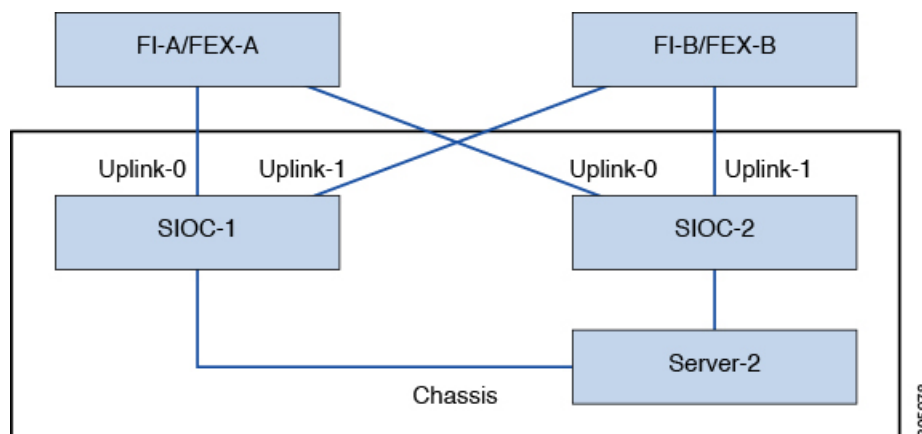 FI-A/FEX-A
FI-B/FEX-B
Uplink-0
Uplink-1
Uplink-0
Uplink-1
SIOC-1
SIOC-2
Server-2
Chassis